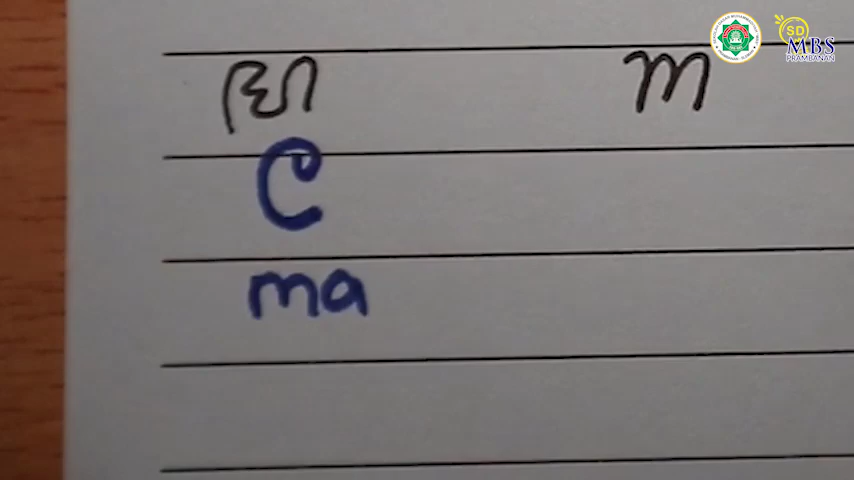 SD
MBS
PRAMBANAN
ꦩ ꦒ
꧀ꦩ
ma